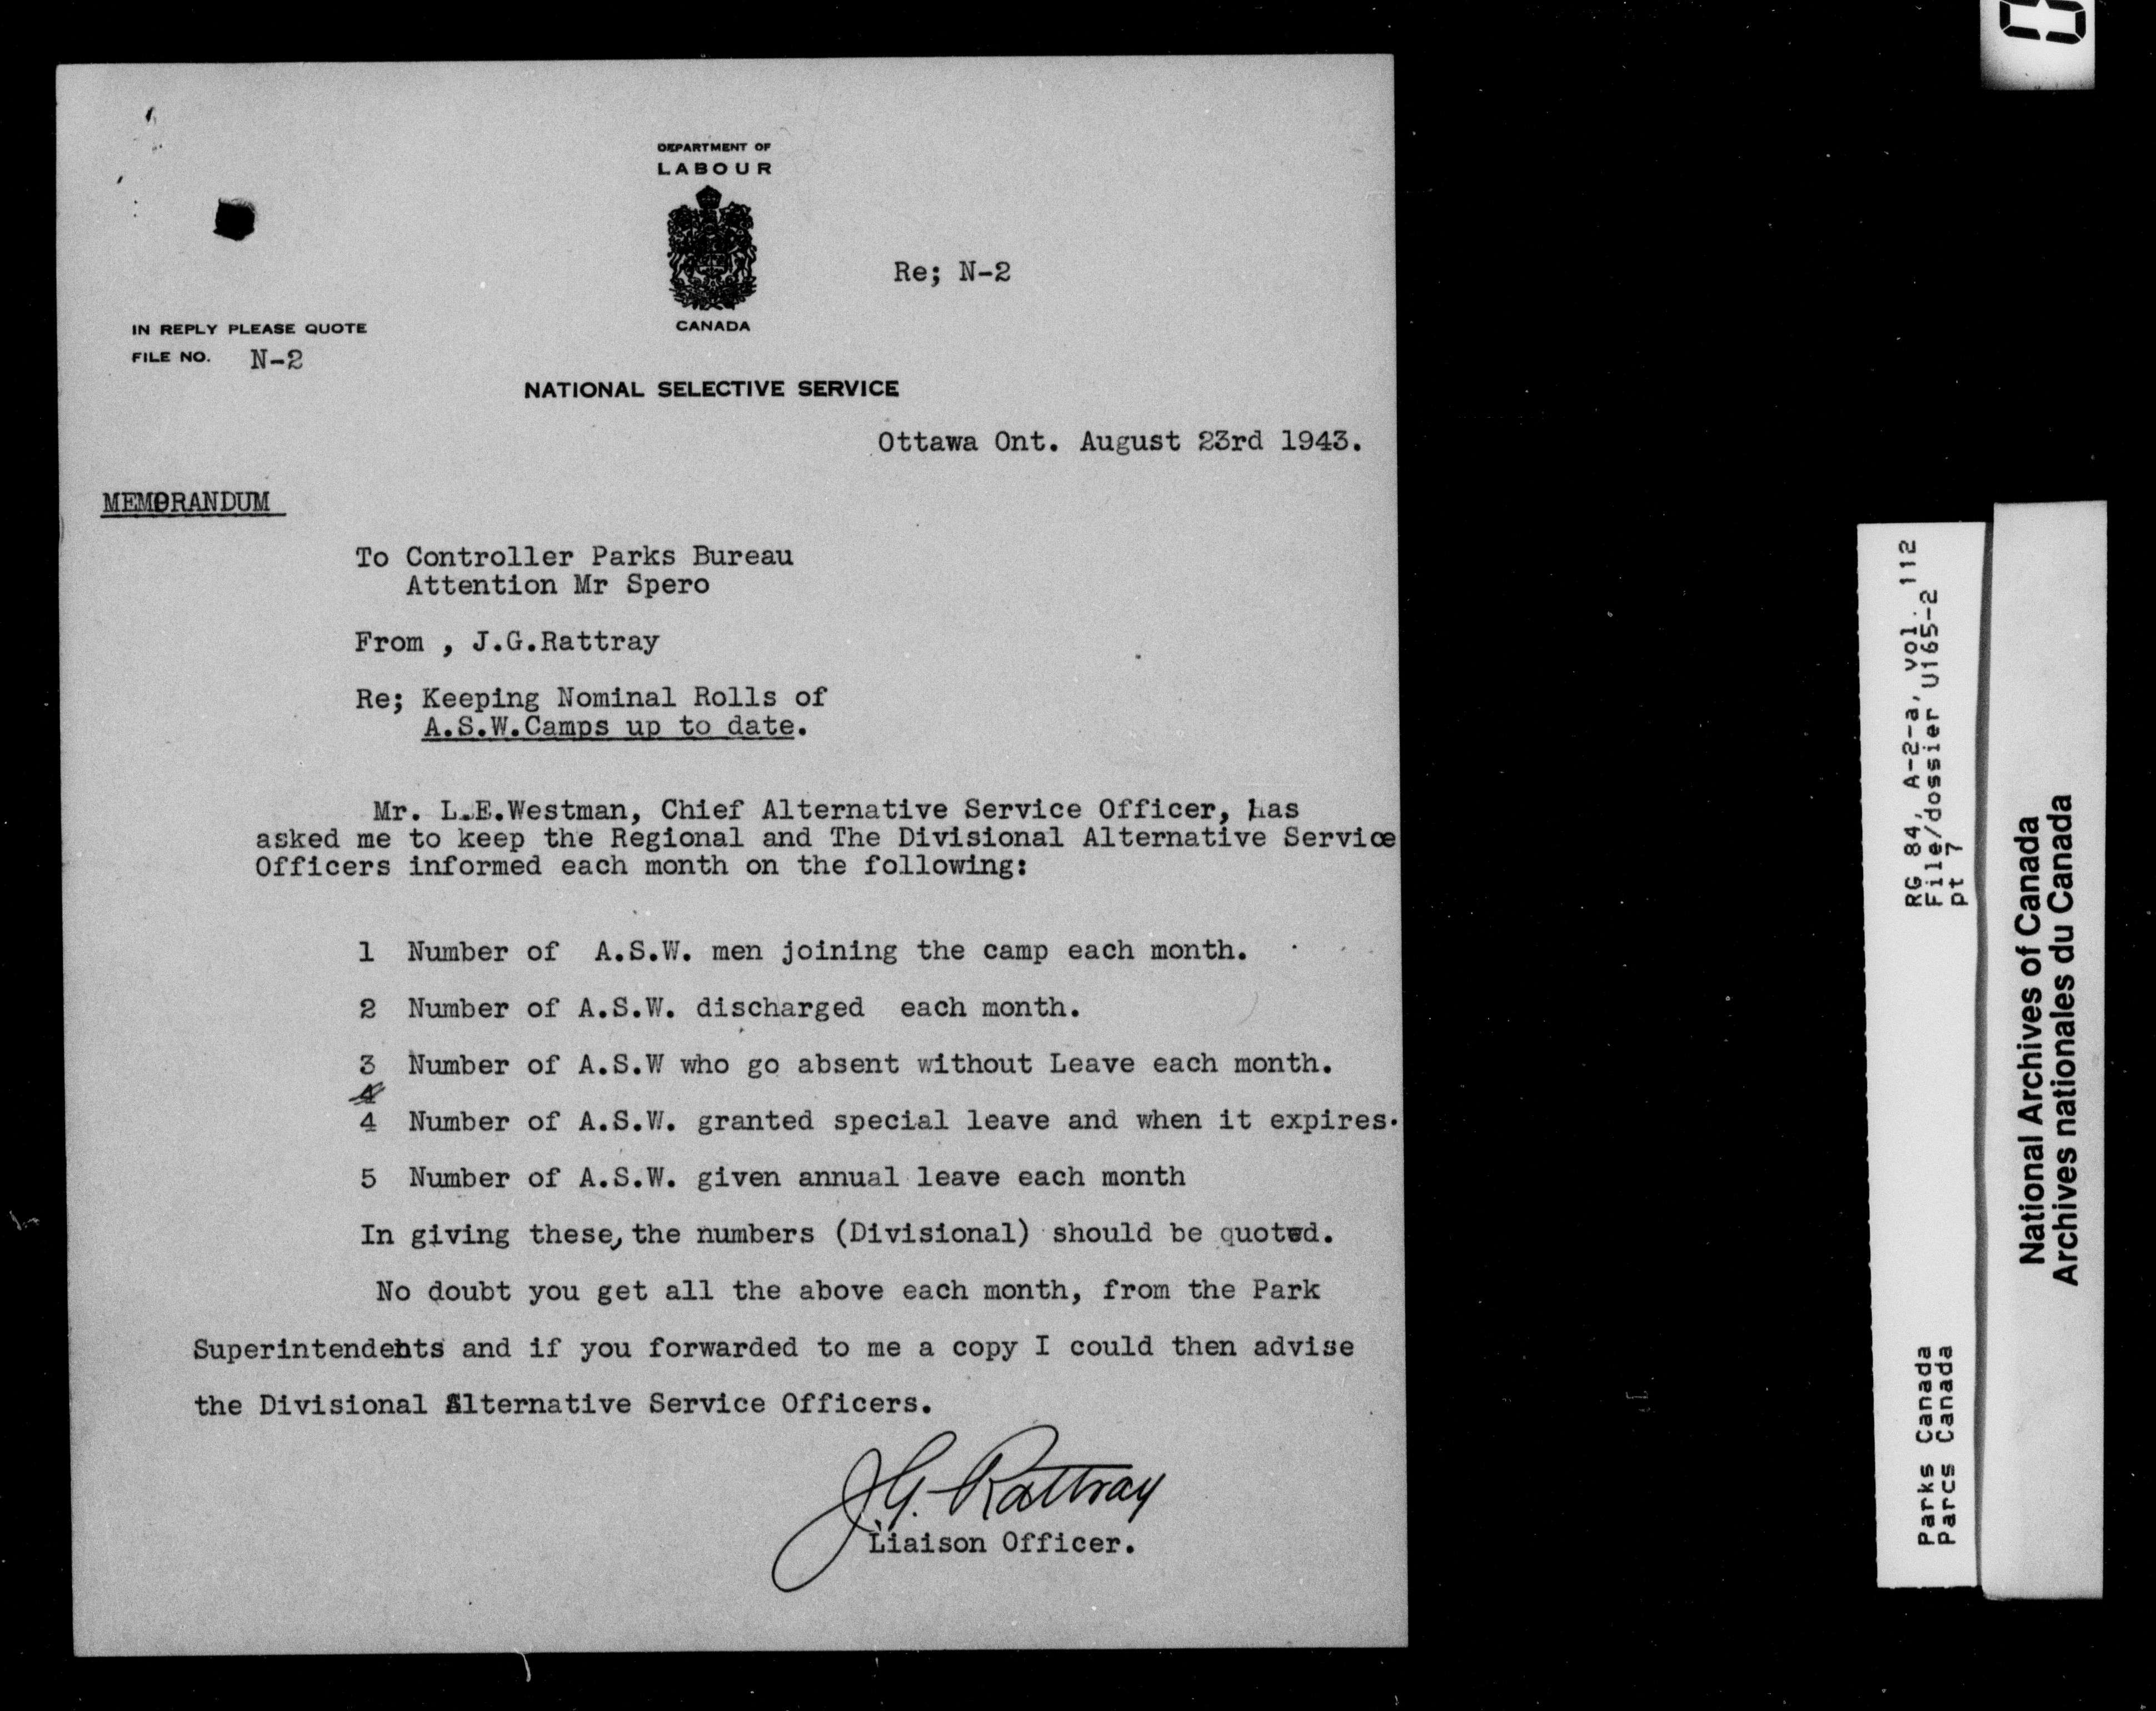 DEPARTMENT OF
LABOUR
Re; N-2
CANADA
IN REPLY PLEASE QUOTE
FILE NO. N-2
NATIONAL SELECTIVE SERVICE
Ottawa Ont. August 23rd 1943.
MEMORANDUM
To Controller Parks Bureau
Attention Mr Spero
From , J.G.Rattray
Re; Keeping Nominal Rolls of
A.S.W.Camps up to date.
Mr. L.E.Westman, Chief Alternative Service Officer, has
asked me to keep the Regional and The Divisional Alternative Service
Officers informed each month on the following:
1 Number of A.S.W. men joining the camp each month.
2 Number of A.S.W. discharged each month.
3 Number of A.S.W who go absent without Leave each month.
4
4 Number of A.S.W. granted special leave and when it expires.
5 Number of A.S.W. given annual leave each month
In giving these, the numbers (Divisional) should be quoted.
No doubt you get all the above each month, from the Park
Superintendents and if you forwarded to me a copy I could then advise
the Divisional Alternative Service Officers.
J.G. Rattray
Liaison Officer.
RG 84, A-2-a, vol. 112
File/dossier U165-2
pt 7
Parks Canada
Parcs Canada
National Archives of Canada
Archives nationales du Canada